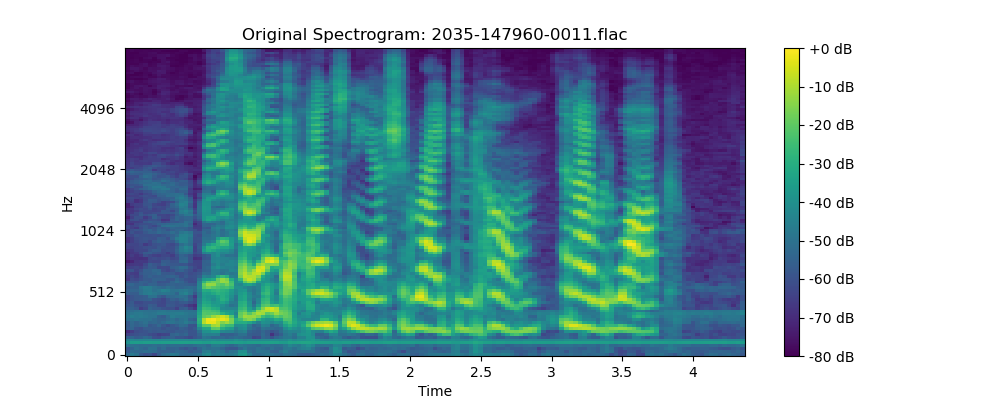 Original Spectrogram: 2035-147960-0011.flac
Hz
4096
2048
1024
512
0
0
0.5
1
1.5
2
2.5
3
3.5
4
Time
+0 dB
-10 dB
-20 dB
-30 dB
-40 dB
-50 dB
-60 dB
-70 dB
-80 dB